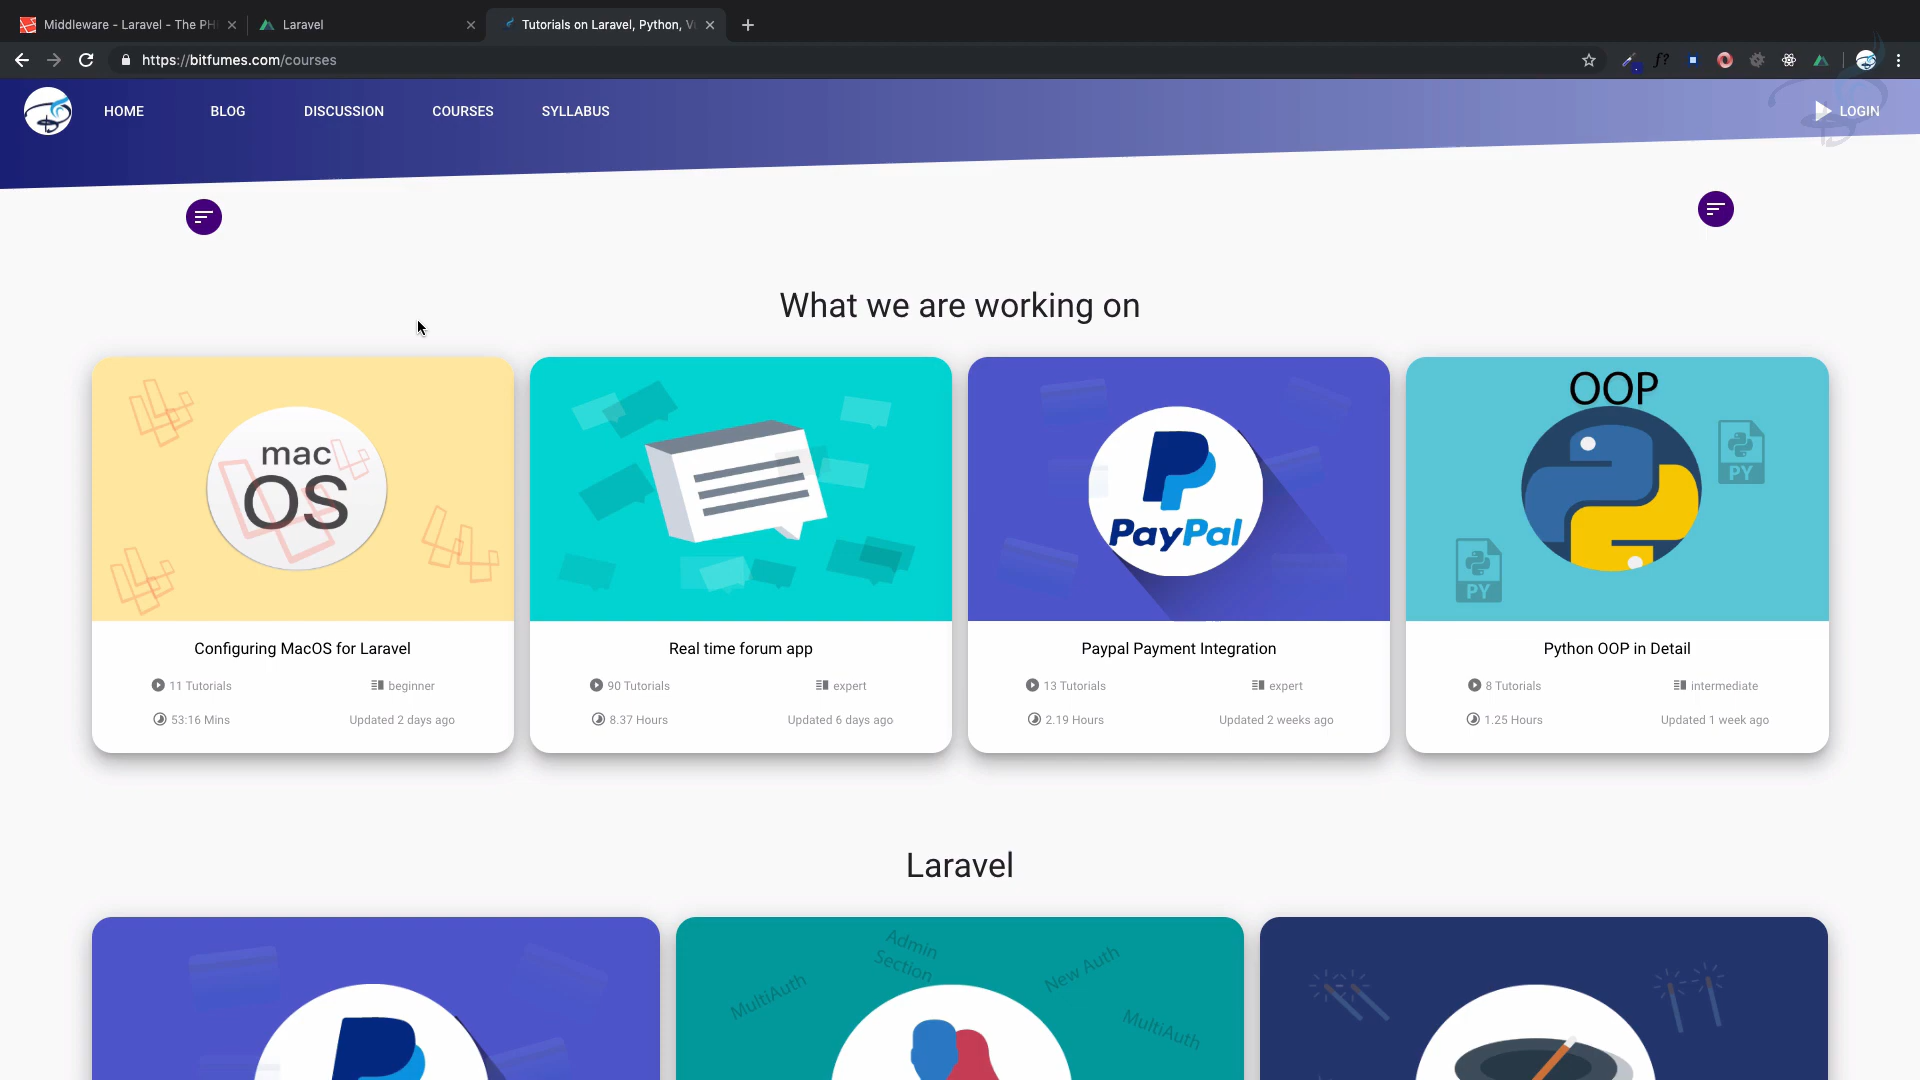 Middleware - Laravel - The PH
Laravel
Tutorials on Laravel, Python, V
https://bitfumes.com/courses
f?
HOME
BLOG
DISCUSSION
COURSES
SYLLABUS
LOGIN
What we are working on
mac
OS
PayPal
OOP
PY
PY
Configuring MacOS for Laravel
Real time forum app
Paypal Payment Integration
Python OOP in Detail
11 Tutorials
beginner
90 Tutorials
expert
13 Tutorials
expert
8 Tutorials
intermediate
53:16 Mins
Updated 2 days ago
8.37 Hours
Updated 6 days ago
2.19 Hours
Updated 2 weeks ago
1.25 Hours
Updated 1 week ago
Laravel
Admin
Section
New Auth
MultiAuth
MultiAuth